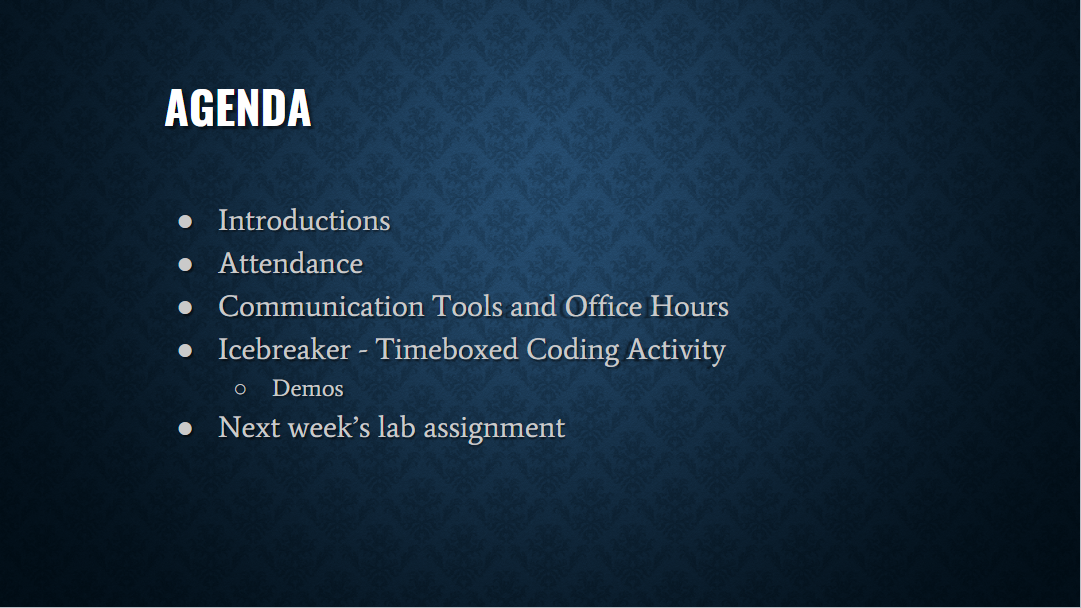 AGENDA
● Introductions
● Attendance
● Communication Tools and Office Hours
● Icebreaker - Timeboxed Coding Activity
○ Demos
● Next week’s lab assignment